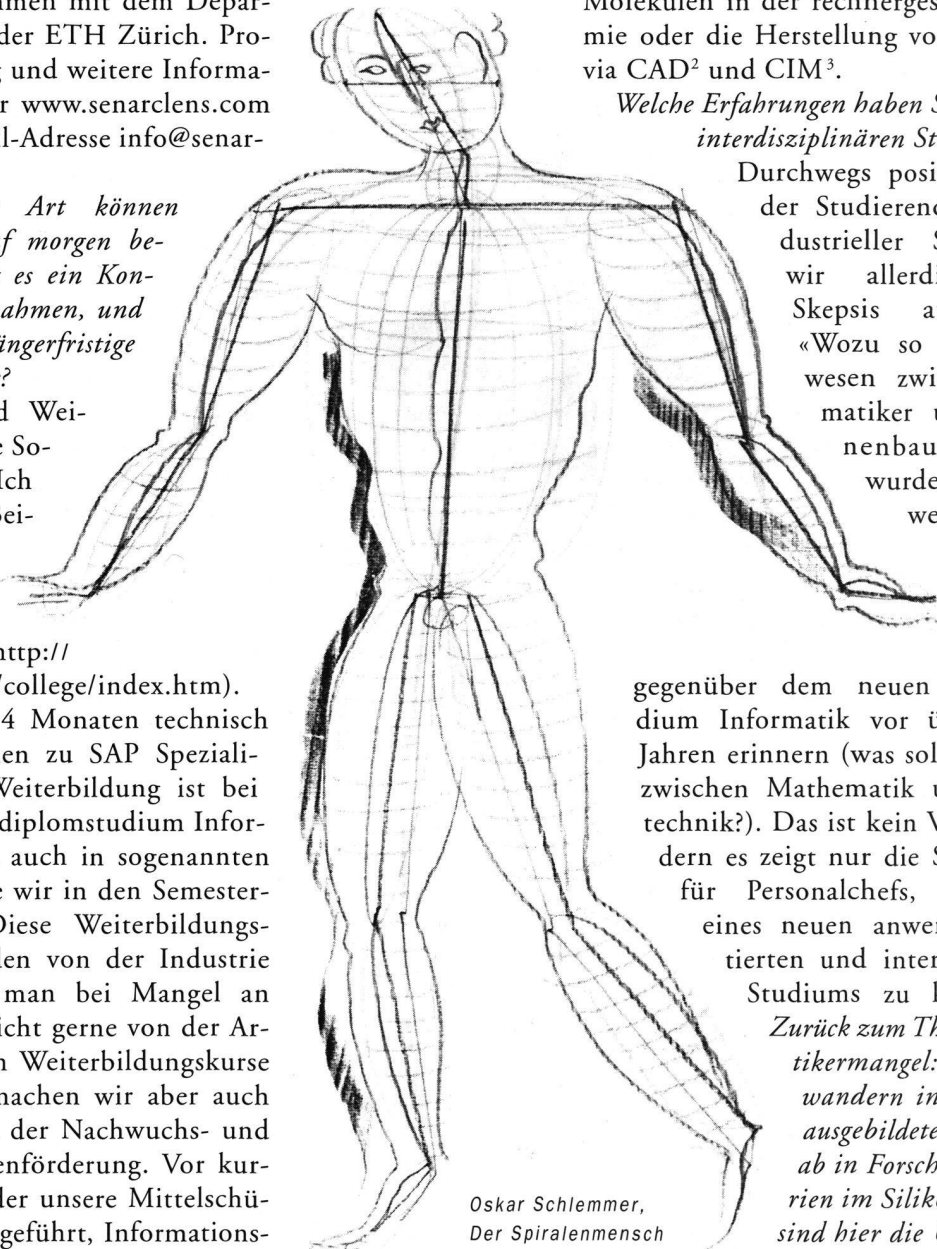 men mit dem Depar-
der ETH Zürich. Pro-
g und weitere Informa-
r www.senarclens.com
l-Adresse info@senar-
Art können
f morgen be-
es ein Kon-
ahmen, und
ängerfristige
?
d Wei-
e So-
Ich
Bei-
http://
/college/index.htm).
4 Monaten technisch
en zu SAP Speziali-
Weiterbildung ist bei
diplomstudium Infor-
auch in sogenannten
e wir in den Semester-
Diese Weiterbildungs-
den von der Industrie
man bei Mangel an
icht gerne von der Ar-
n Weiterbildungskurse
machen wir aber auch
der Nachwuchs- und
enförderung. Vor kur-
der unsere Mittelschü-
geführt, Informations-
Oskar Schlemmer,
Der Spiralenmensch
Molekülen in der rechnerges
mie oder die Herstellung vo
via CAD² und CIM³.
Welche Erfahrungen haben S
interdisziplinären St
Durchwegs posi
der Studieren
dustrieller S
wir allerdi
Skepsis a
«Wozu so
wesen zwi
matiker u
nenbau
wurde
we
gegenüber dem neuen
dium Informatik vor ü
Jahren erinnern (was sol
zwischen Mathematik u
technik?). Das ist kein V
dern es zeigt nur die S
für Personalchefs,
eines neuen anwen
tierten und inter
Studiums zu
Zurück zum Th
tikermangel:
wandern in
ausgebildete
ab in Forsch
rien im Silik
sind hier die